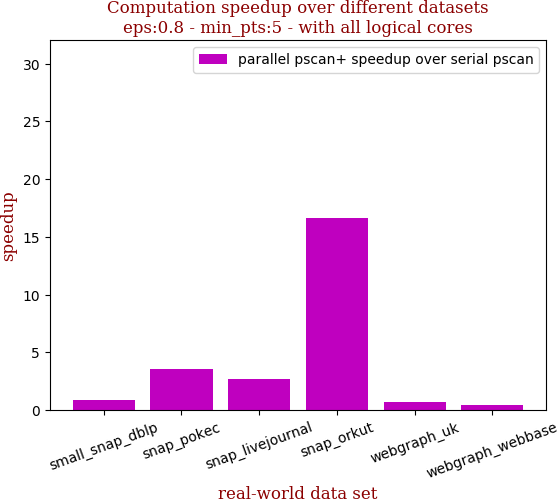 Computation speedup over different datasets
eps:0.8 - min_pts:5 - with all logical cores
parallel pscan+ speedup over serial pscan
speedup
30
25
20
15
10
5
0
small_snap_dblp
snap_pokec
snap_livejournal
snap_orkut
webgraph_uk
webgraph_webbase
real-world data set